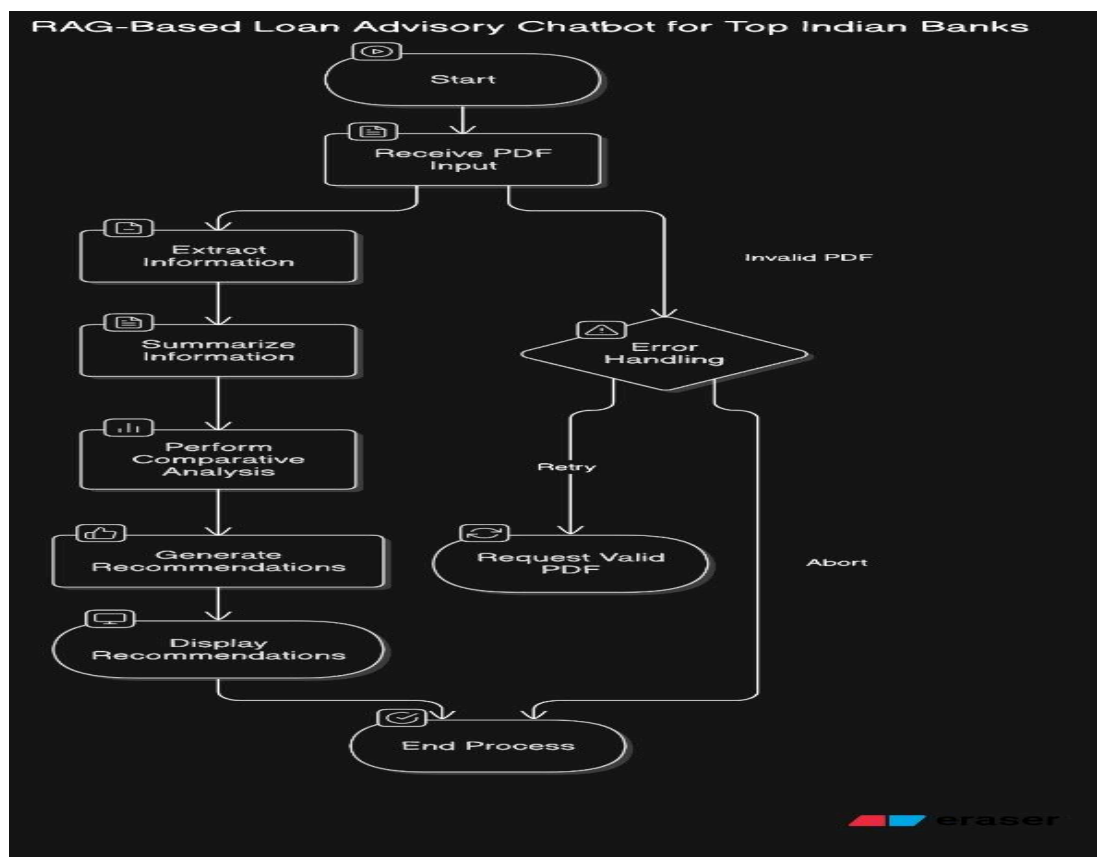 RAG-Based Loan Advisory Chatbot for Top Indian Banks
Start
Receive PDF
Input
Extract
Information
Invalid PDF
Summarize
Information
Error
Handling
Perform
Comparative
Analysis
Retry
Generate
Recommendations
Request Valid
PDF
Abort
Display
Recommendations
End Process
eraser